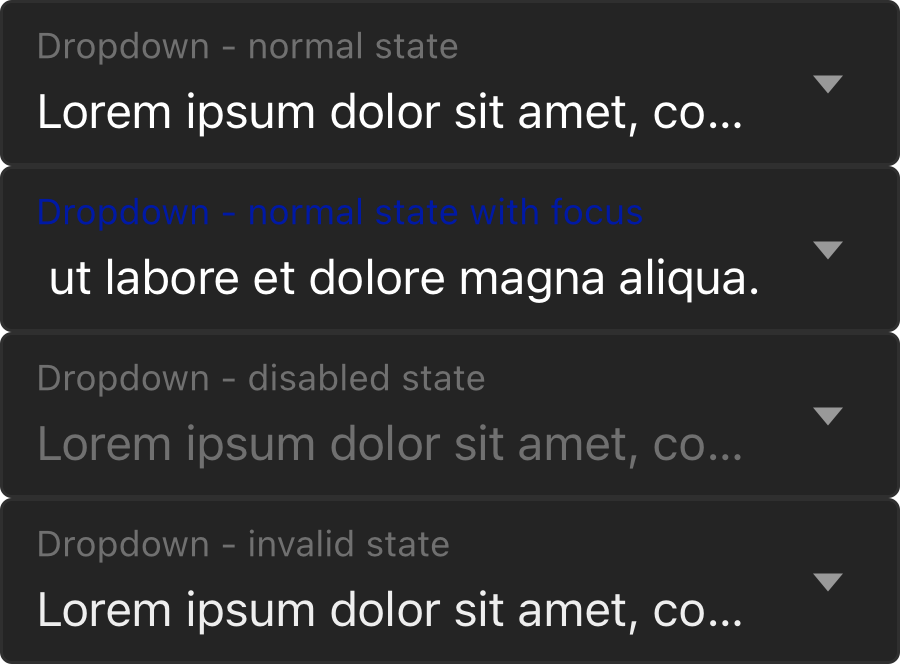 Dropdown - normal state
Lorem ipsum dolor sit amet, co...
Dropdown - normal state with focus
ut labore et dolore magna aliqua.
Dropdown - disabled state
Lorem ipsum dolor sit amet, co...
Dropdown - invalid state
Lorem ipsum dolor sit amet, co...